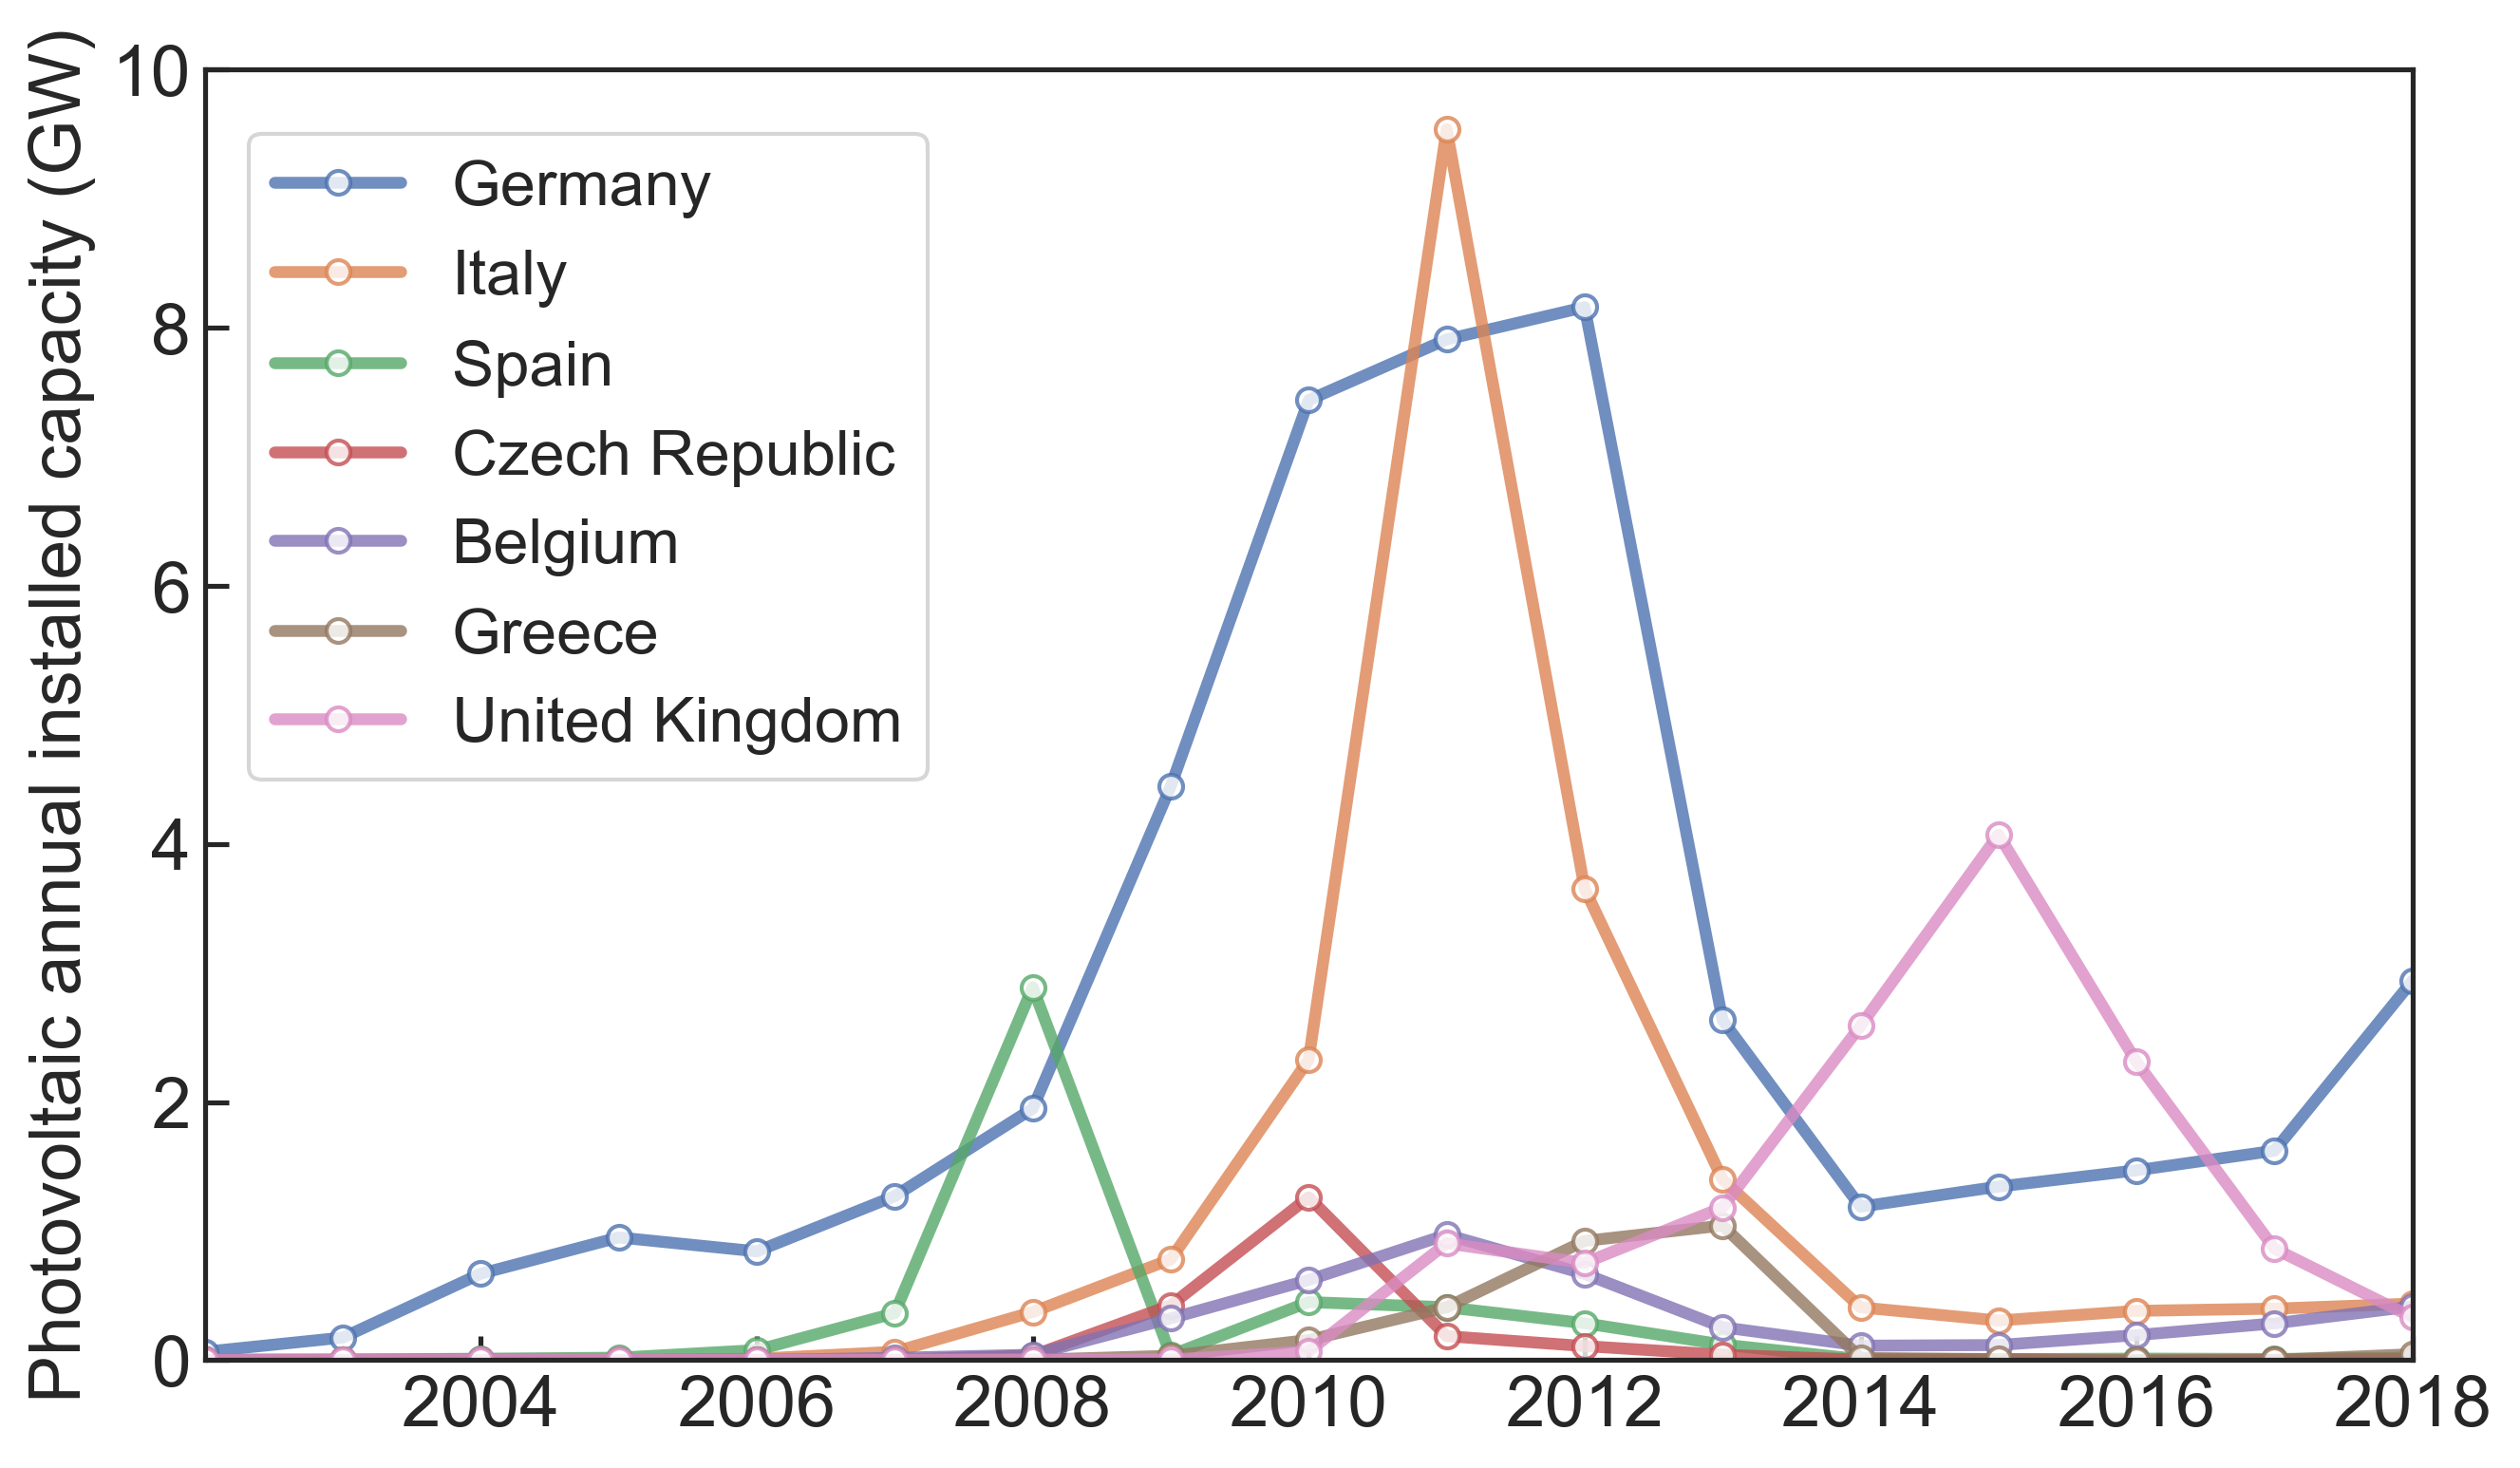 Photovoltaic annual installed capacity (GW)
10
8
6
4
2
0
Germany
Italy
Spain
Czech Republic
Belgium
Greece
United Kingdom
2004 2006 2008 2010 2012 2014 2016 2018